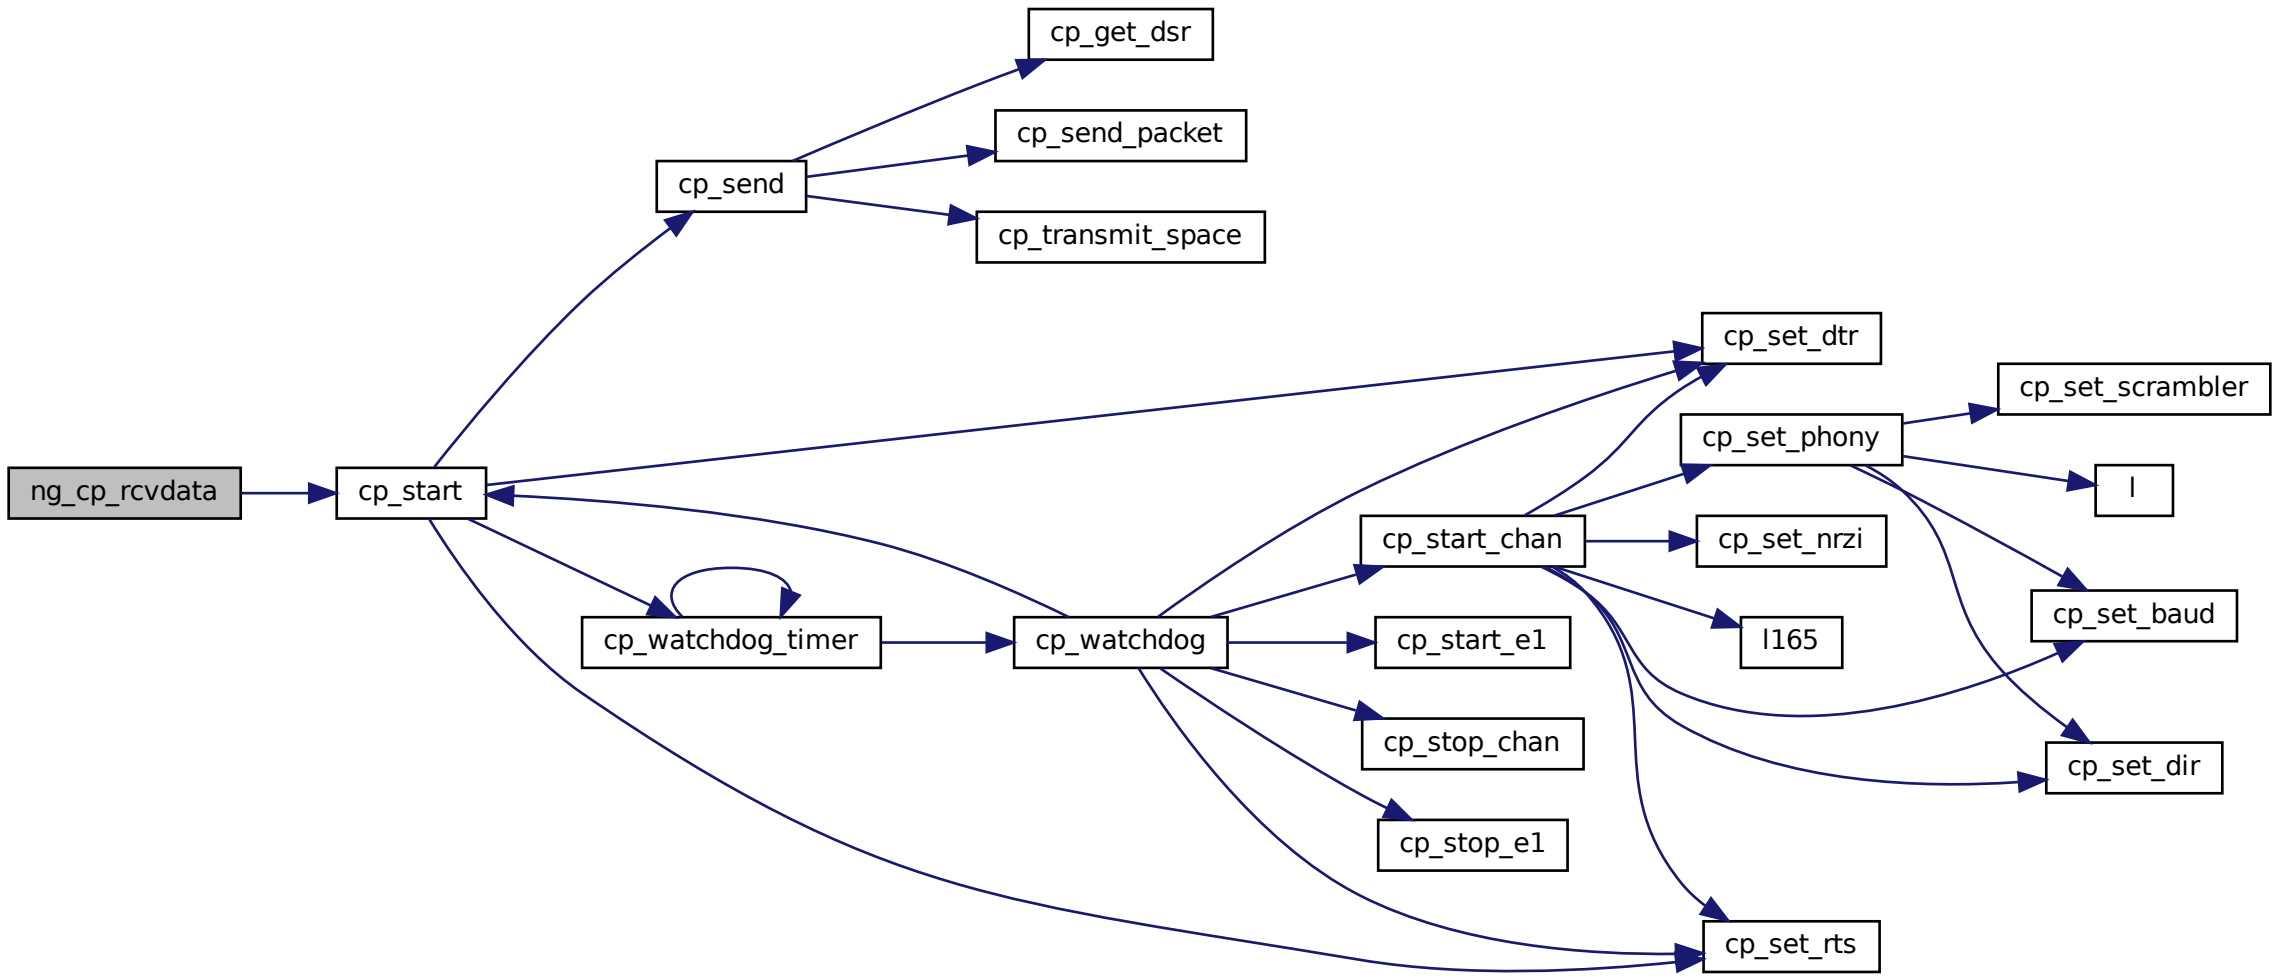 cp_get_dsr
cp_send_packet
cp_send
cp_transmit_space
cp_set_dtr
cp_set_scrambler
cp_set_phony
ng_cp_rcvdata
cp_start
l
cp_start_chan
cp_set_nrzi
cp_set_baud
cp_watchdog_timer
cp_watchdog
cp_start_e1
l165
cp_stop_chan
cp_set_dir
cp_stop_e1
cp_set_rts